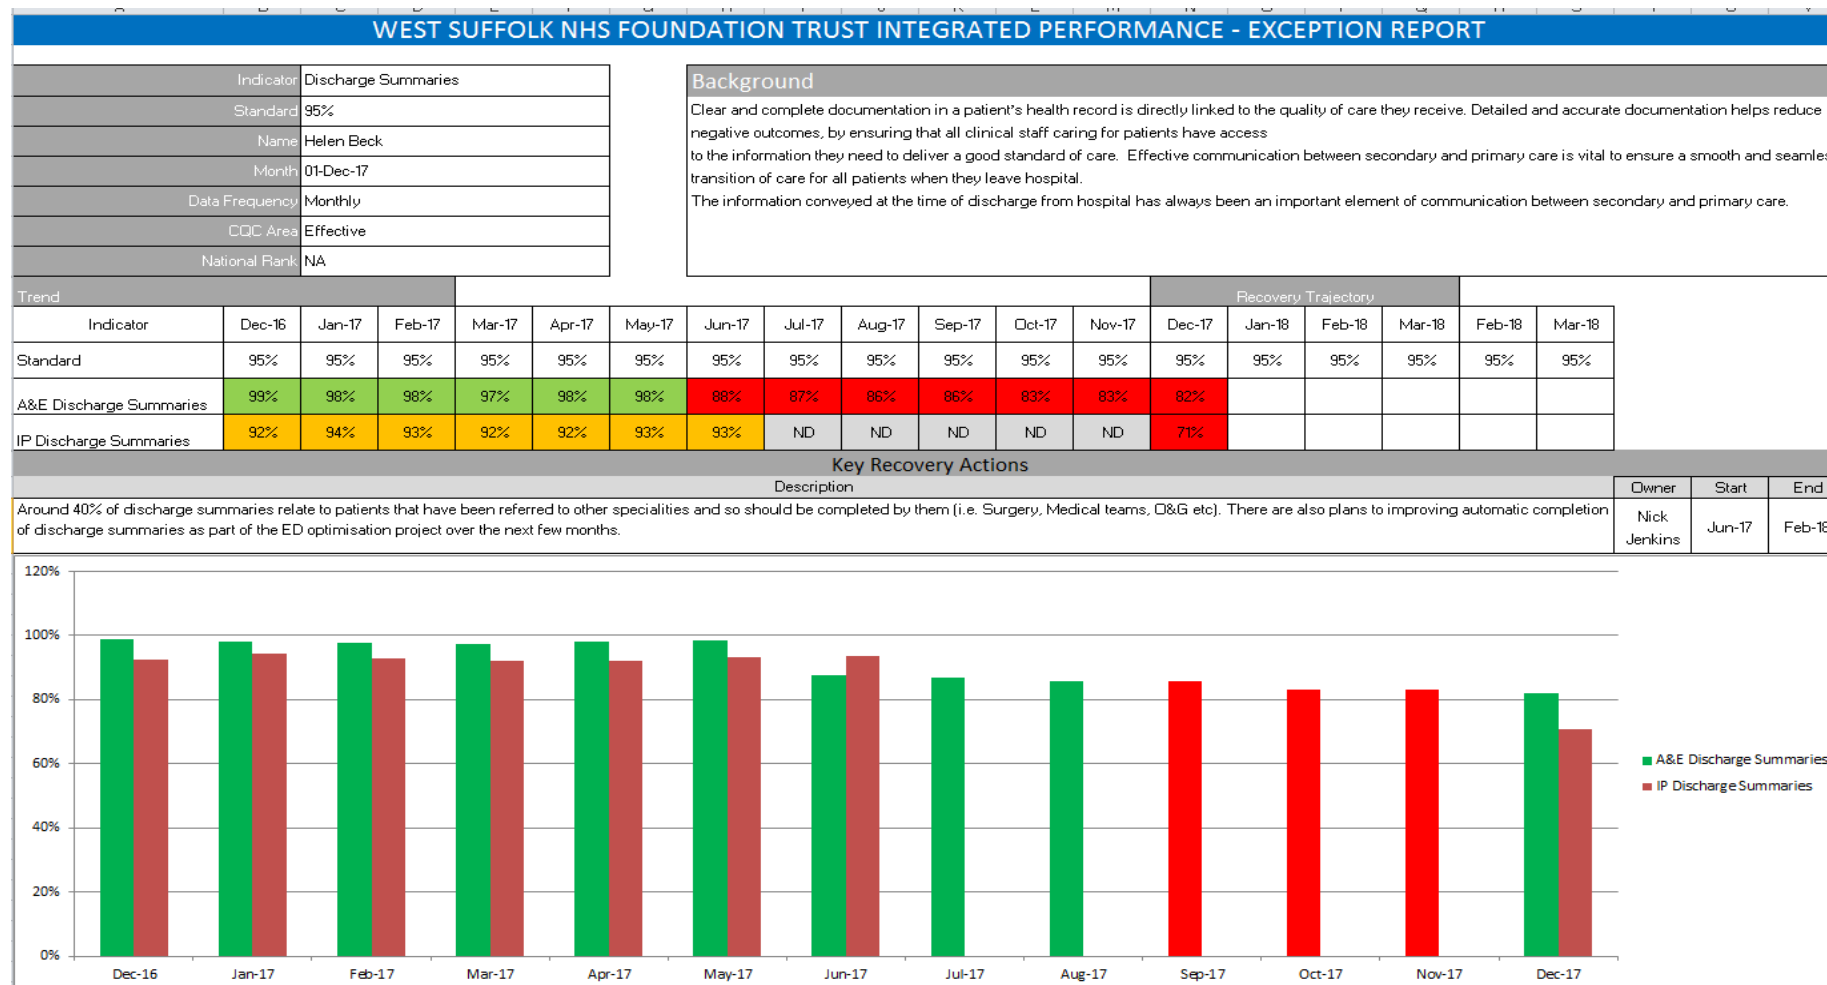 WEST SUFFOLK NHS FOUNDATION TRUST INTEGRATED PERFORMANCE - EXCEPTION REPORT
Indicator Discharge Summaries
Standard 95%
Name Helen Beck
Month 01-Dec-17
Data Frequency Monthly
CQC Area Effective
National Rank NA
Background
Clear and complete documentation in a patient's health record is directly linked to the quality of care they receive. Detailed and accurate documentation helps reduce
negative outcomes, by ensuring that all clinical staff caring for patients have access
to the information they need to deliver a good standard of care. Effective communication between secondary and primary care is vital to ensure a smooth and seamles
transition of care for all patients when they leave hospital.
The information conveyed at the time of discharge from hospital has always been an important element of communication between secondary and primary care.
Trend Recovery Trajectory
Indicator Dec-16 Jan-17 Feb-17 Mar-17 Apr-17 May-17 Jun-17 Jul-17 Aug-17 Sep-17 Oct-17 Nov-17 Dec-17 Jan-18 Feb-18 Mar-18 Feb-18 Mar-18
Standard 95% 95% 95% 95% 95% 95% 95% 95% 95% 95% 95% 95% 95% 95% 95% 95% 95% 95%
A&E Discharge Summaries 99% 98% 98% 97% 98% 98% 88% 87% 86% 86% 83% 83% 82%
IP Discharge Summaries 92% 94% 93% 92% 92% 93% 93% ND ND ND ND ND 71%
Key Recovery Actions
Description Owner Start End
Around 40% of discharge summaries relate to patients that have been referred to other specialities and so should be completed by them (i.e. Surgery, Medical teams, O&G etc). There are also plans to improving automatic completion
of discharge summaries as part of the ED optimisation project over the next few months.
Nick
Jenkins
Jun-17 Feb-18
120%
100%
80%
60%
40%
20%
0%
Dec-16 Jan-17 Feb-17 Mar-17 Apr-17 May-17 Jun-17 Jul-17 Aug-17 Sep-17 Oct-17 Nov-17 Dec-17
A&E Discharge Summaries
IP Discharge Summaries